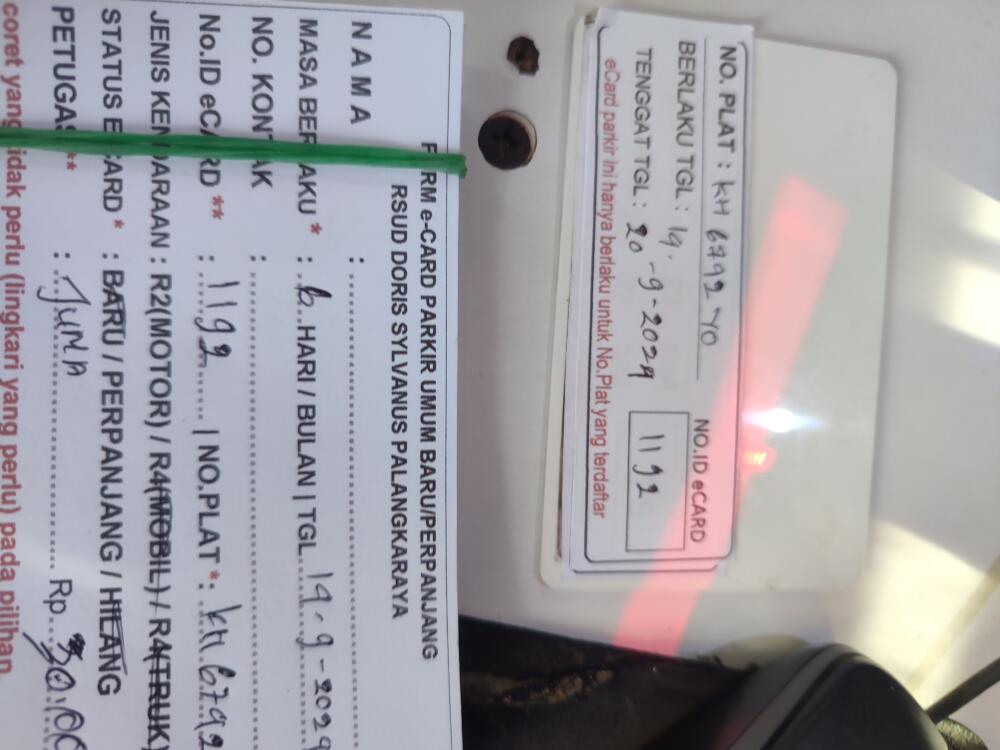 NO. PLAT : KH 6792 YO
BERLAKU TGL : 19.
TENGGAT TGL : 20-9-2024
NO.ID eCARD
1192
eCard parkir ini hanya berlaku untuk No.Plat yang terdaftar
FORM e-CARD PARKIR UMUM BARU/PERPANJANG
RSUD DORIS SYLVANUS PALANGKARAYA
N A M A :
MASA BERLAKU * : HARI / BULAN | TGL 19-9-2024
NO. KONTAK :
No.ID eCARD ** : 1192 | NO.PLAT * : KH 6792
JENIS KENDARAAN : R2(MOTOR) / R4(MOBIL) / R4(TRUK)
STATUS E CARD * : BARU / PERPANJANG / HILANG
PETUGAS ** : Rp. 30.00
coret yang tidak perlu (lingkari yang perlu) pada pilihan